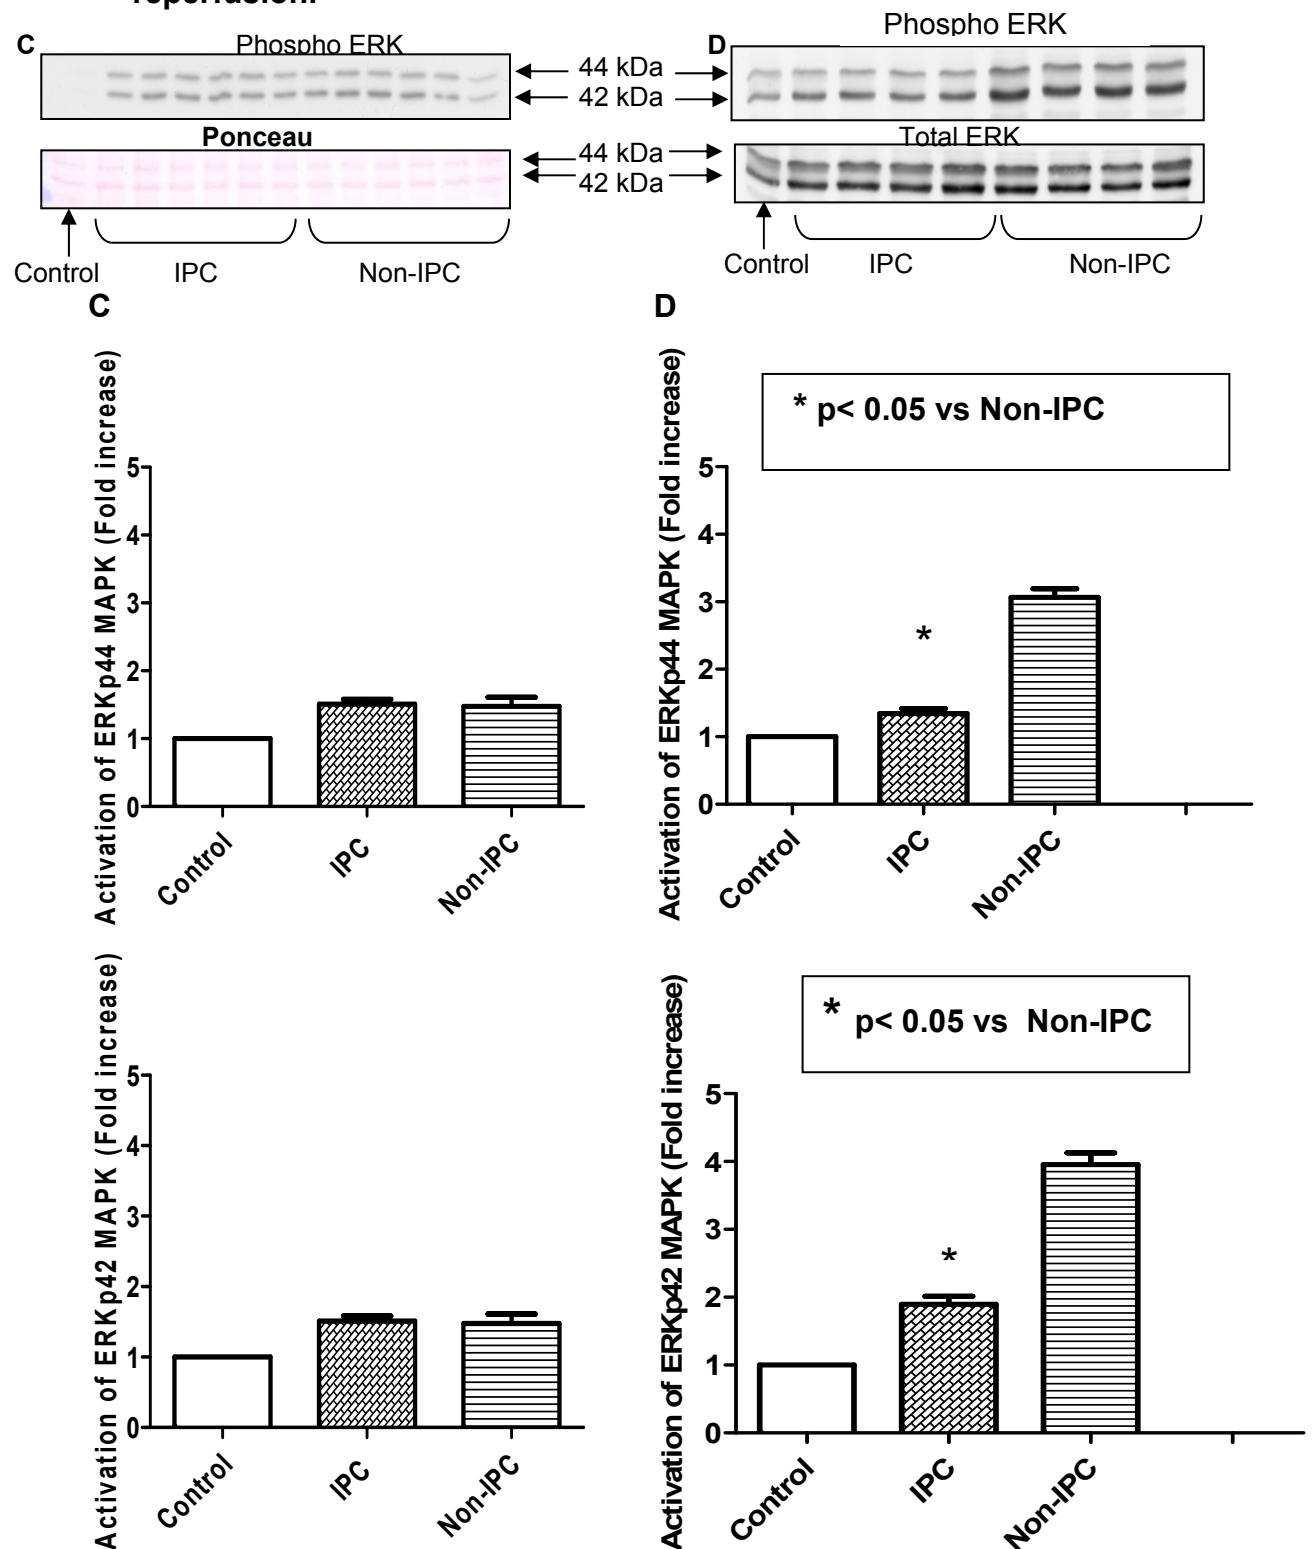 reperfusion.
Phospho ERK
C
Phospho ERK
D
44 kDa
42 kDa
Ponceau
Total ERK
44 kDa
42 kDa
Control
IPC
Non-IPC
Control
IPC
Non-IPC
C
D
Activation of ERKp44 MAPK (Fold increase)
5
4
3
2
1
0
Control
IPC
Non-IPC
Activation of ERKp44 MAPK (Fold increase)
* p< 0.05 vs Non-IPC
5
4
3
2
1
0
*
Control
IPC
Non-IPC
Activation of ERKp42 MAPK (Fold increase)
5
4
3
2
1
0
Control
IPC
Non-IPC
Activation of ERKp42 MAPK (Fold increase)
* p< 0.05 vs Non-IPC
5
4
3
2
1
0
*
Control
IPC
Non-IPC